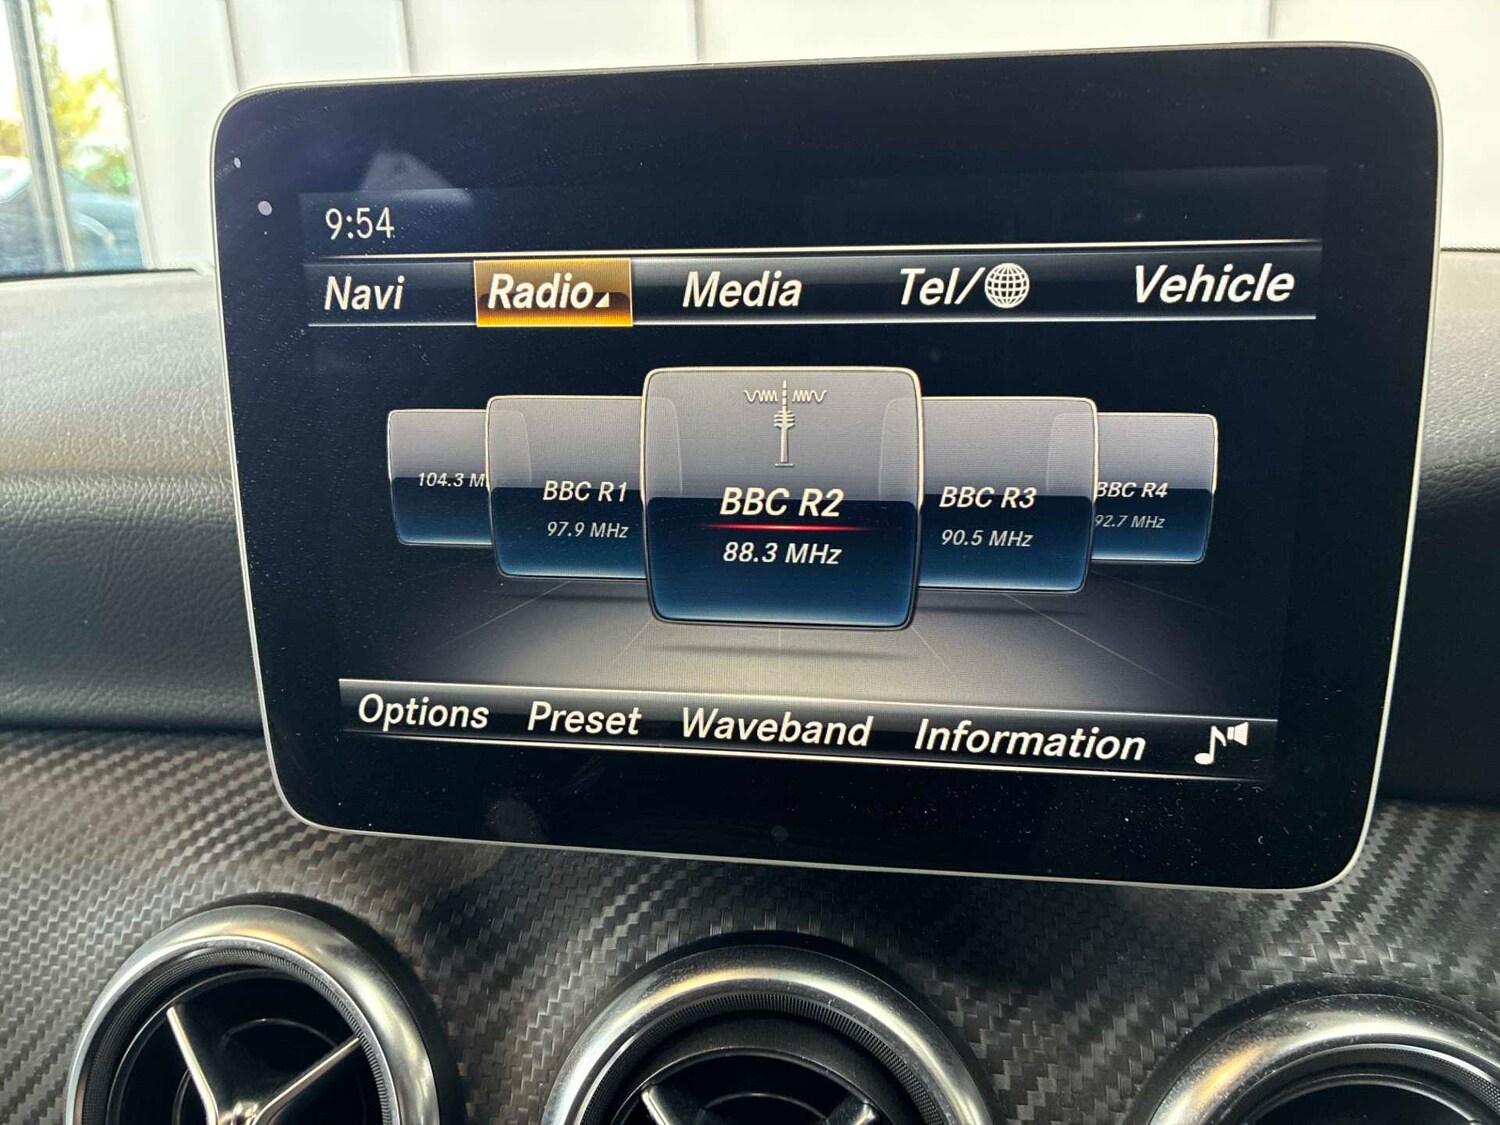 9:54
Navi Radio Media Tel/ Vehicle
104.3 M
BBC R1
97.9 MHz
BBC R2
88.3 MHz
BBC R3
90.5 MHz
BBC R4
92.7 MHz
Options Preset Waveband Information